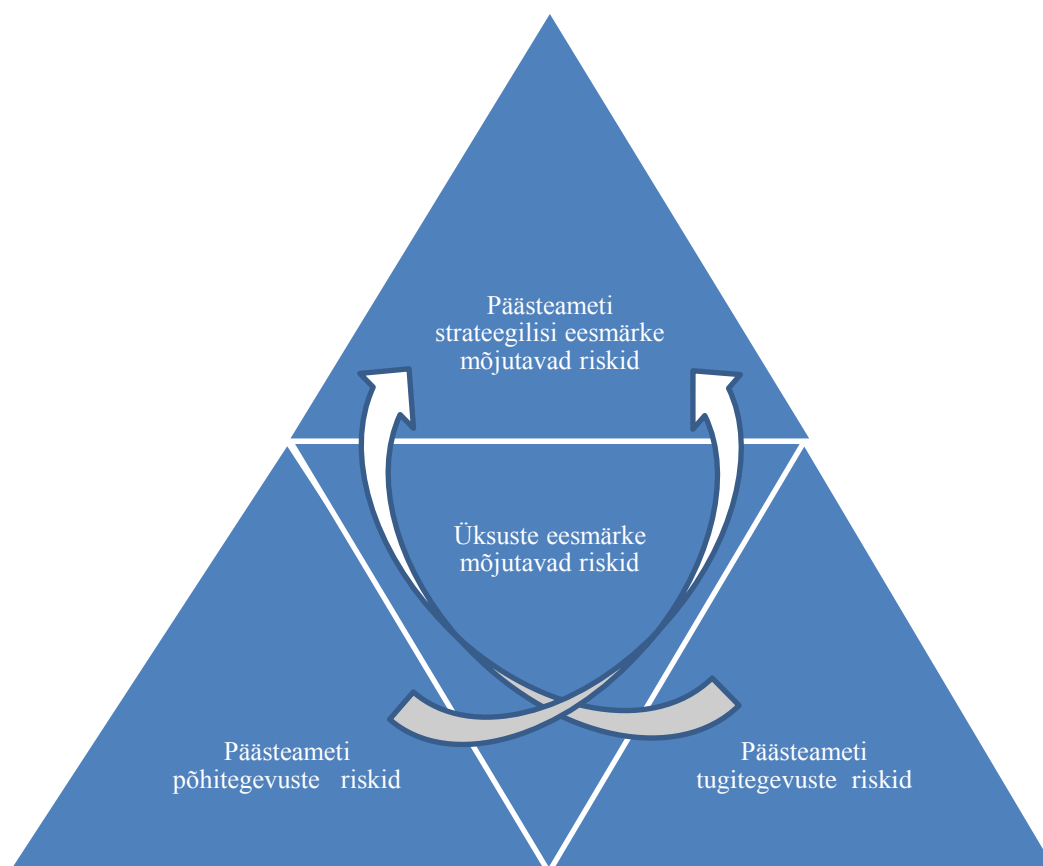 Päästeameti
strateegilisi eesmärke
mõjutavad riskid
Üksuste eesmärke
mõjutavad riskid
Päästeameti
põhitegevuste riskid
Päästeameti
tugitegevuste riskid